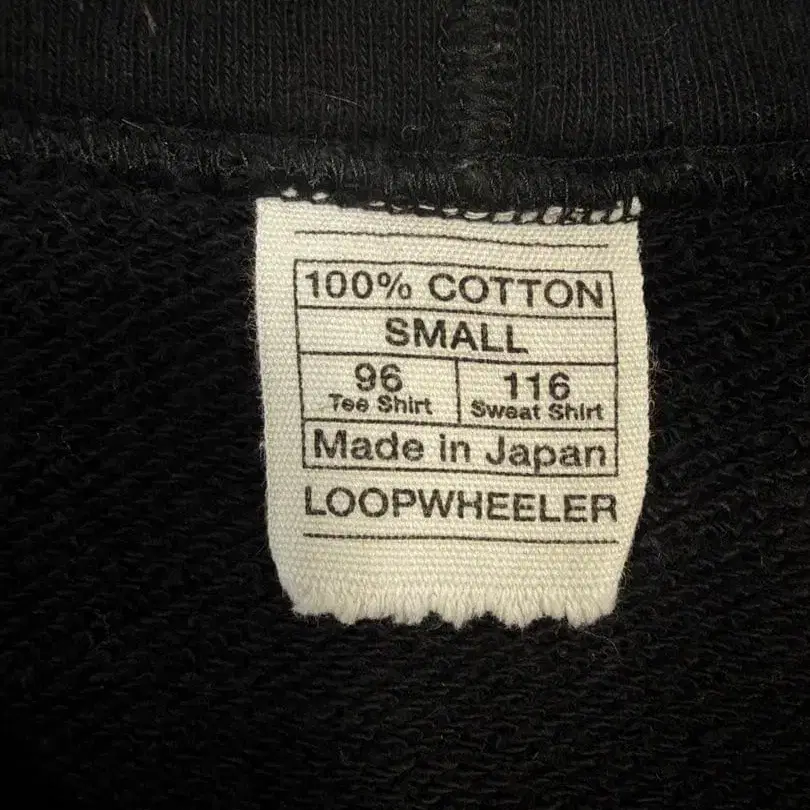 100% COTTON
SMALL
96 116
Tee Shirt Sweat Shirt
Made in Japan
LOOPWHEELER